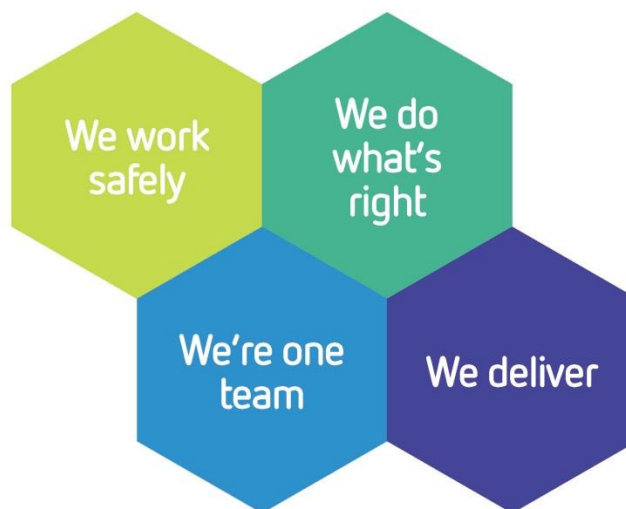 We work
safely
We do
what's
right
We're one
team
We deliver